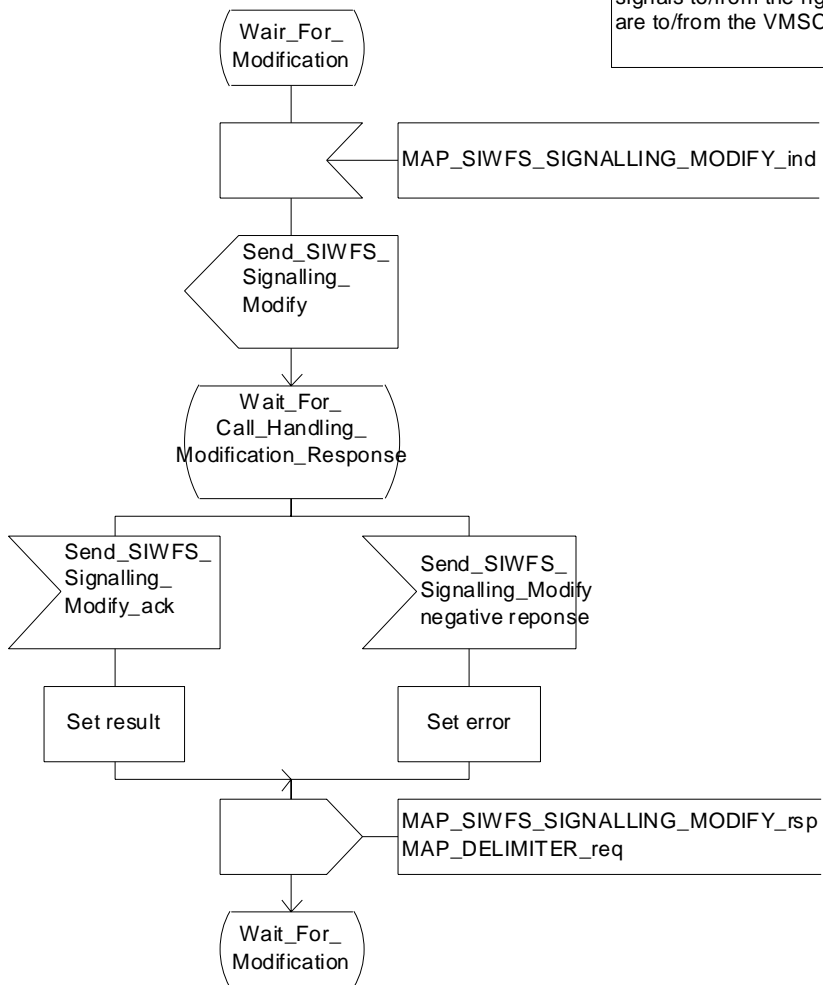 signals to/from the
are to/from the VMSC
Wair_For_
Modification
MAP_SIWFS_SIGNALLING_MODIFY_ind
Send_SIWFS_
Signalling_
Modify
Wait_For_
Call_Handling_
Modification_Response
Send_SIWFS_
Signalling_
Modify_ack
Send_SIWFS_
Signalling_Modify
negative reponse
Set result
Set error
MAP_SIWFS_SIGNALLING_MODIFY_rsp
MAP_DELIMITER_req
Wait_For_
Modification